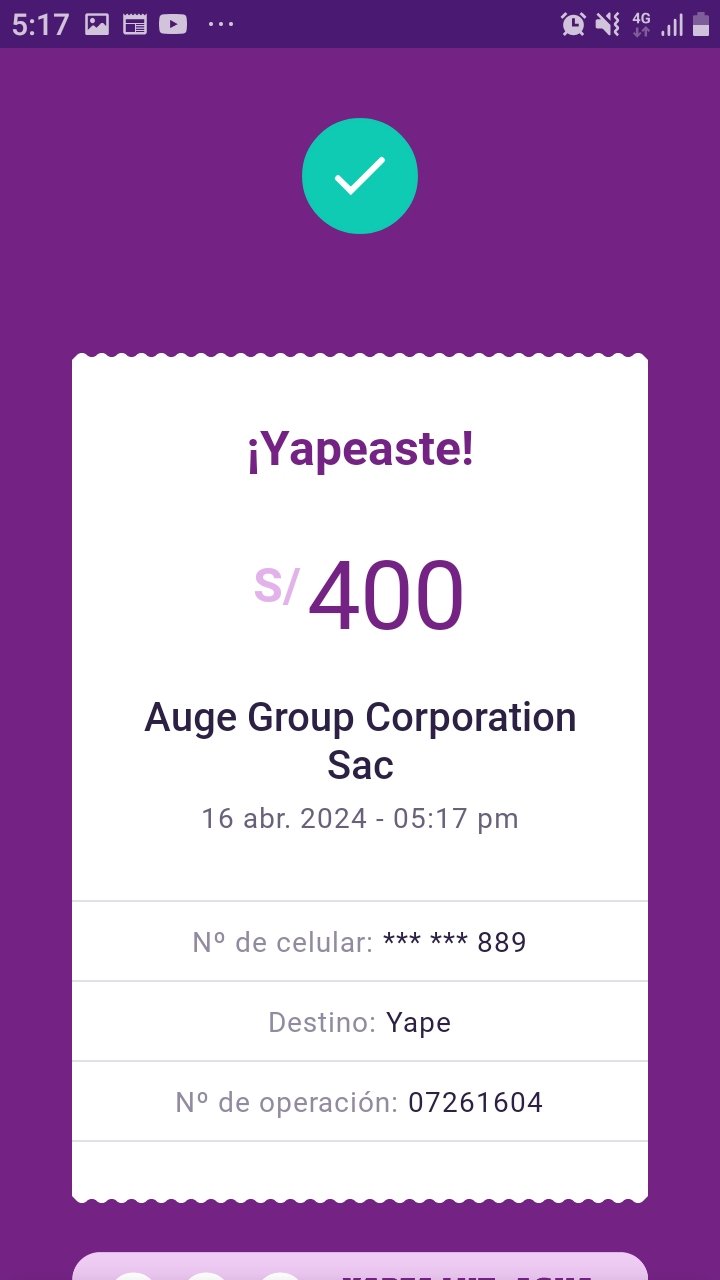 5:17
4G
¡Yapeaste!
S/ 400
Auge Group Corporation
Sac
16 abr. 2024 - 05:17 pm
Nº de celular: *** *** 889
Destino: Yape
Nº de operación: 07261604